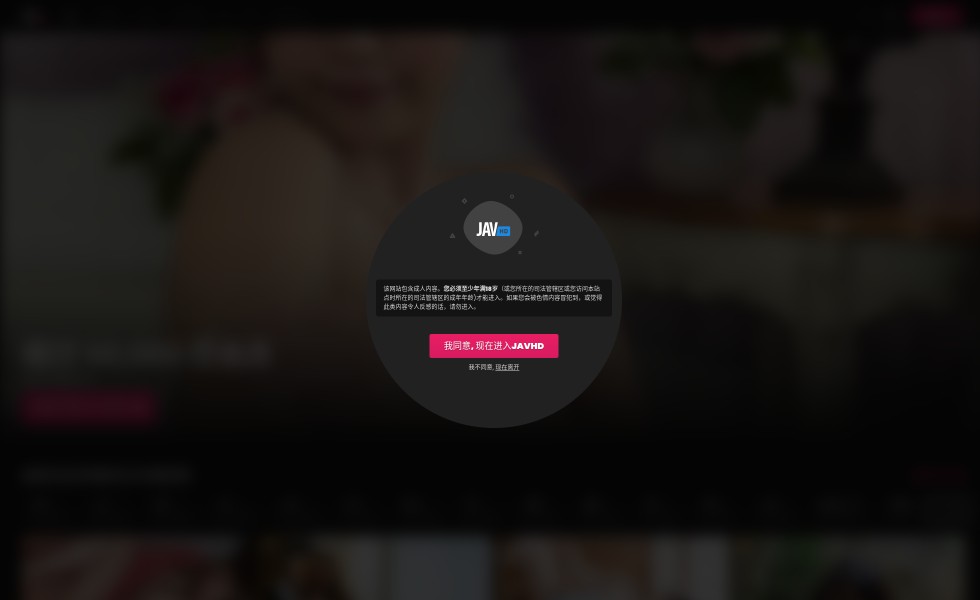 JAV HD
该网站包含成人内容。您必须至少年满18岁（或您所在的司法管辖区或您访问本站
点时所在的司法管辖区的成年年龄)才能进入。如果您会被色情内容冒犯到，或觉得
此类内容令人反感的话，请勿进入。
我同意, 现在进入JAVHD
我不同意, 现在离开